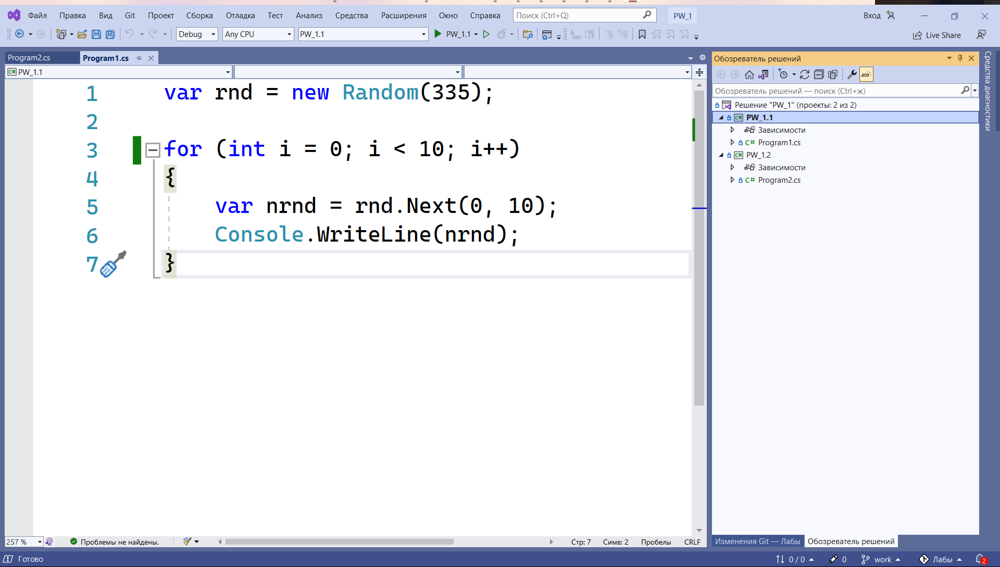 Файл Правка Вид Git Проект Сборка Отладка Тест Анализ Средства Расширения Окно Справка Поиск (Ctrl+Q) PW_1 Вход
Debug Any CPU PW_1.1 PW_1.1 Live Share
Program2.cs Program1.cs
C# PW_1.1
1 var rnd = new Random(335);
2
3 for (int i = 0; i < 10; i++)
4 {
5 var nrnd = rnd.Next(0, 10);
6 Console.WriteLine(nrnd);
7 }
257 % Проблемы не найдены. Стр: 7 Симв: 2 Пробелы CRLF
Обозреватель решений
Обозреватель решений — поиск (Ctrl+ж)
Решение "PW_1" (проекты: 2 из 2)
C# PW_1.1
Зависимости
C# Program1.cs
C# PW_1.2
Зависимости
C# Program2.cs
Изменения Git — Лабы Обозреватель решений
Средства диагностики
Готово 0 / 0 0 work Лабы 2